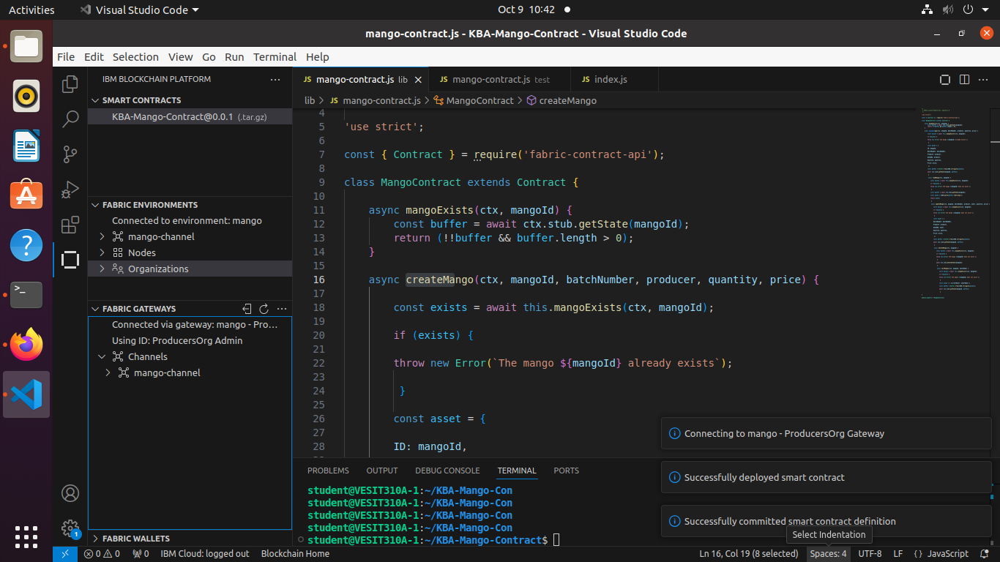 Activities Visual Studio Code Oct 9 10:42
mango-contract.js - KBA-Mango-Contract - Visual Studio Code
File Edit Selection View Go Run Terminal Help
IBM BLOCKCHAIN PLATFORM
SMART CONTRACTS
KBA-Mango-Contract@0.0.1 (.tar.gz)
FABRIC ENVIRONMENTS
Connected to environment: mango
mango-channel
Nodes
Organizations
FABRIC GATEWAYS
Connected via gateway: mango - Pro...
Using ID: ProducersOrg Admin
Channels
mango-channel
FABRIC WALLETS
JS mango-contract.js lib JS mango-contract.js test JS index.js
lib > JS mango-contract.js > MangoContract > createMango
4
5 'use strict';
6
7 const { Contract } = require('fabric-contract-api');
8
9 class MangoContract extends Contract {
10
11 async mangoExists(ctx, mangoId) {
12 const buffer = await ctx.stub.getState(mangoId);
13 return (!!buffer && buffer.length > 0);
14 }
15
16 async createMango(ctx, mangoId, batchNumber, producer, quantity, price) {
17
18 const exists = await this.mangoExists(ctx, mangoId);
19
20 if (exists) {
21
22 throw new Error(`The mango ${mangoId} already exists`);
23
24 }
25
26 const asset = {
27
28 ID: mangoId,
Connecting to mango - ProducersOrg Gateway
Successfully deployed smart contract
Successfully committed smart contract definition
PROBLEMS OUTPUT DEBUG CONSOLE TERMINAL PORTS
student@VESIT310A-1:~/KBA-Mango-Con
student@VESIT310A-1:~/KBA-Mango-Con
student@VESIT310A-1:~/KBA-Mango-Con
student@VESIT310A-1:~/KBA-Mango-Con
student@VESIT310A-1:~/KBA-Mango-Contract$
Select Indentation
1
0 0 0 IBM Cloud: logged out Blockchain Home Ln 16, Col 19 (8 selected) Spaces: 4 UTF-8 LF { } JavaScript